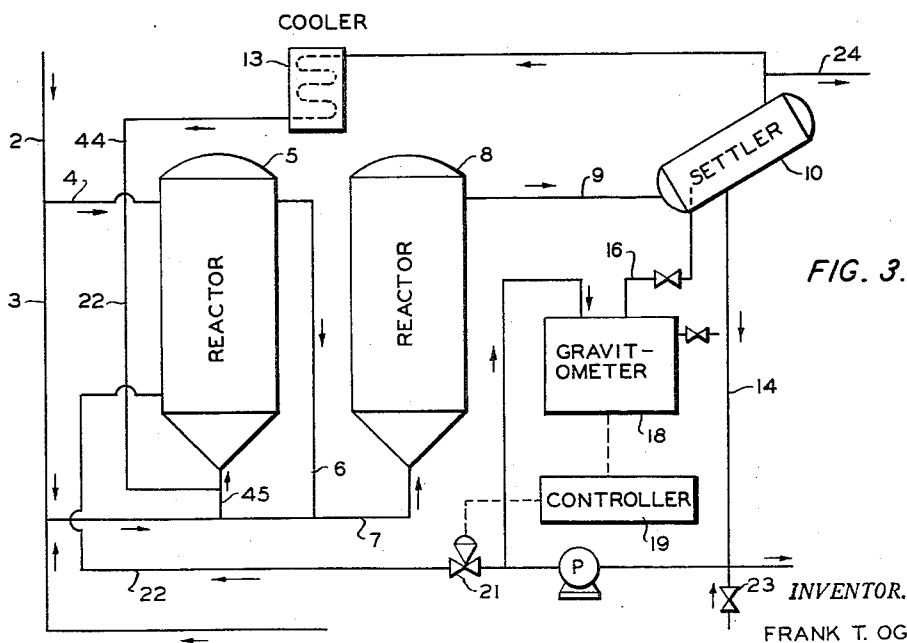 COOLER
13
24
2
44
5
8
SETTLER
4
9
10
16
FIG. 3.
3
22
REACTOR
REACTOR
GRAVIT-
OMETER
14
18
6
45
CONTROLLER
7
19
P
22
21
23
INVENTOR.
FRANK T. OG